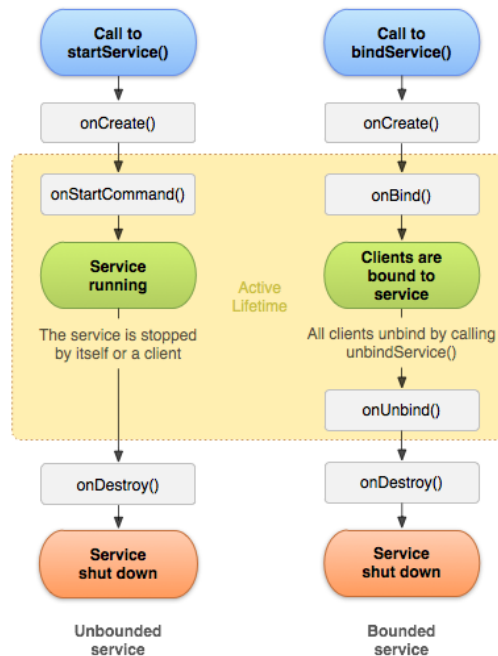 Call to
startService()
onCreate()
onStartCommand()
Service
running
The service is stopped
by itself or a client
onDestroy()
Service
shut down
Unbounded
service
Active
Lifetime
Call to
bindService()
onCreate()
onBind()
Clients are
bound to
service
All clients unbind by calling
unbindService()
onUnbind()
onDestroy()
Service
shut down
Bounded
service